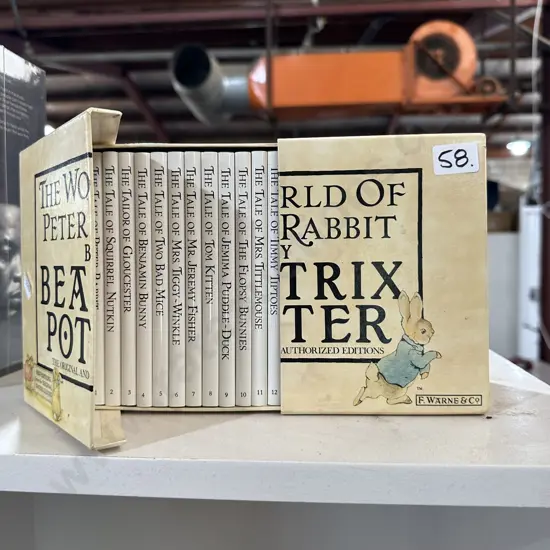 THE WO
PETER
B
BEA
POT
THE ORIGINAL AND
1
THE TALE OF SQUIRREL NUTKIN
2
THE TAILOR OF GLOUCESTER
3
THE TALE OF BENJAMIN BUNNY
4
THE TALE OF TWO BAD MICE
5
THE TALE OF MRS. TIGGY-WINKLE
6
THE TALE OF MR. JEREMY FISHER
7
THE TALE OF TOM KITTEN
8
THE TALE OF JEMIMA PUDDLE-DUCK
9
THE TALE OF THE FLOPSY BUNNIES
10
THE TALE OF MRS. TITTLEMOUSE
11
THE TALE OF TIMMY TIPTOES
12
58.
RLD OF
RABBIT
Y
TRIX
TER
AUTHORIZED EDITIONS
TM
F. WARNE & CO